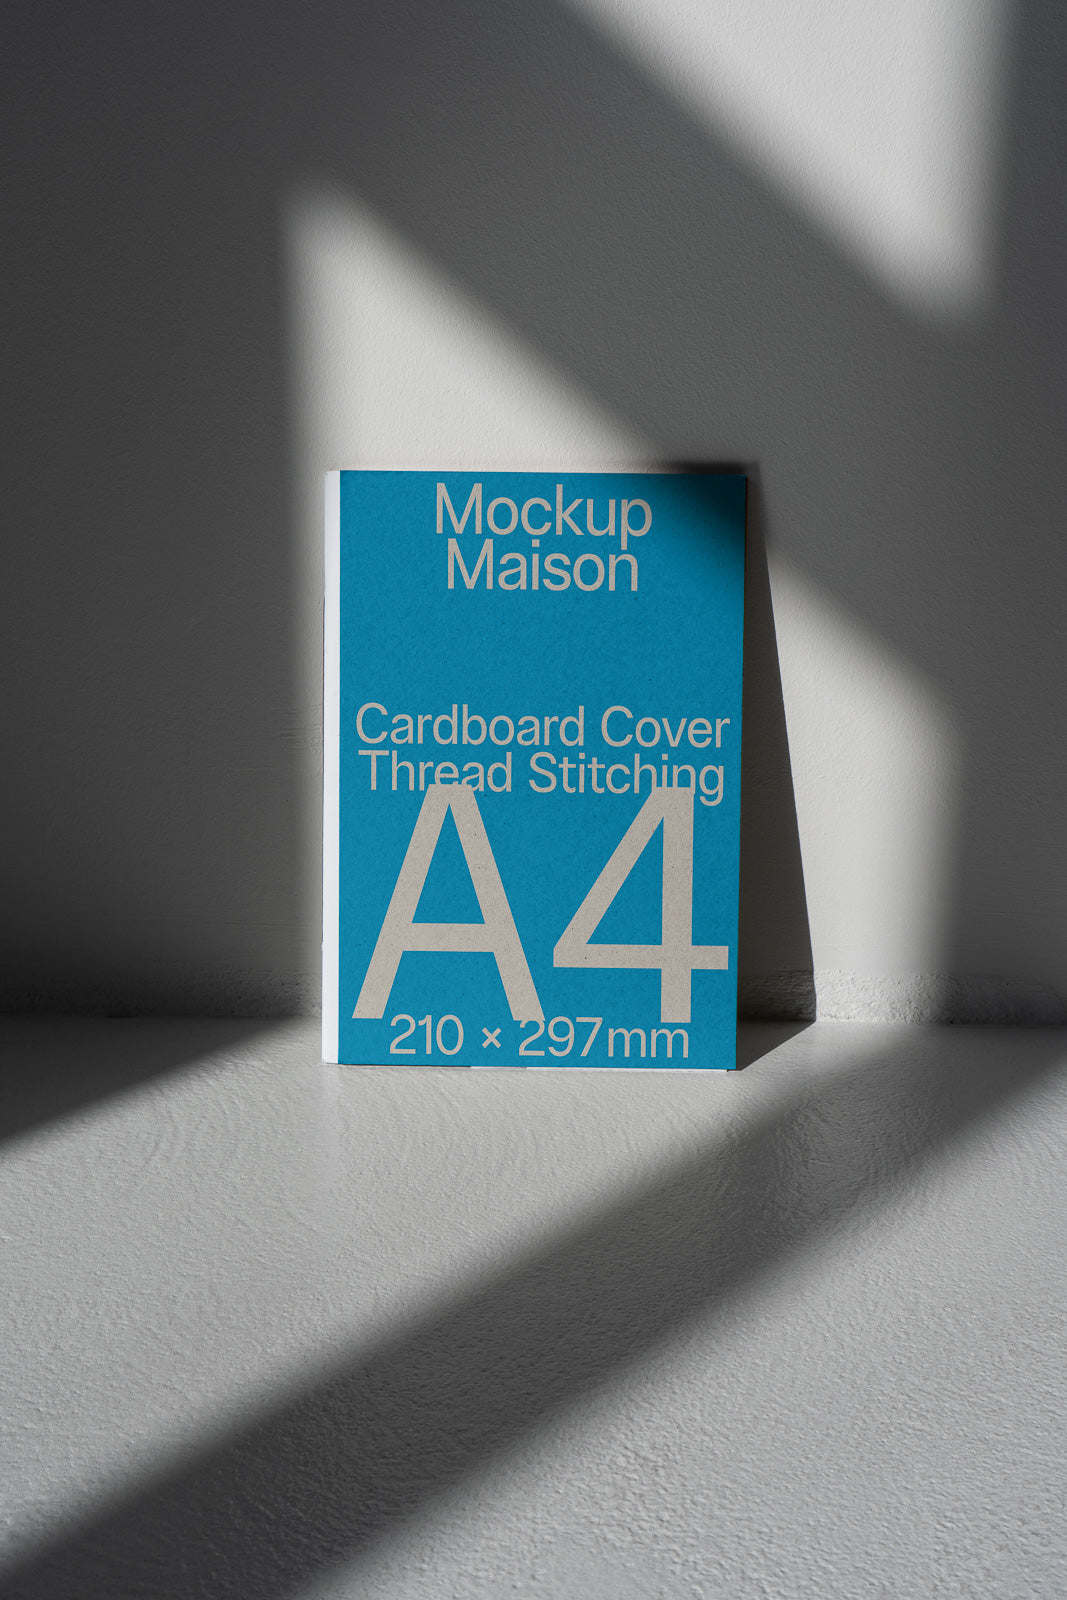 Mockup
Maison
Cardboard Cover
Thread Stitching
A4
210 × 297mm